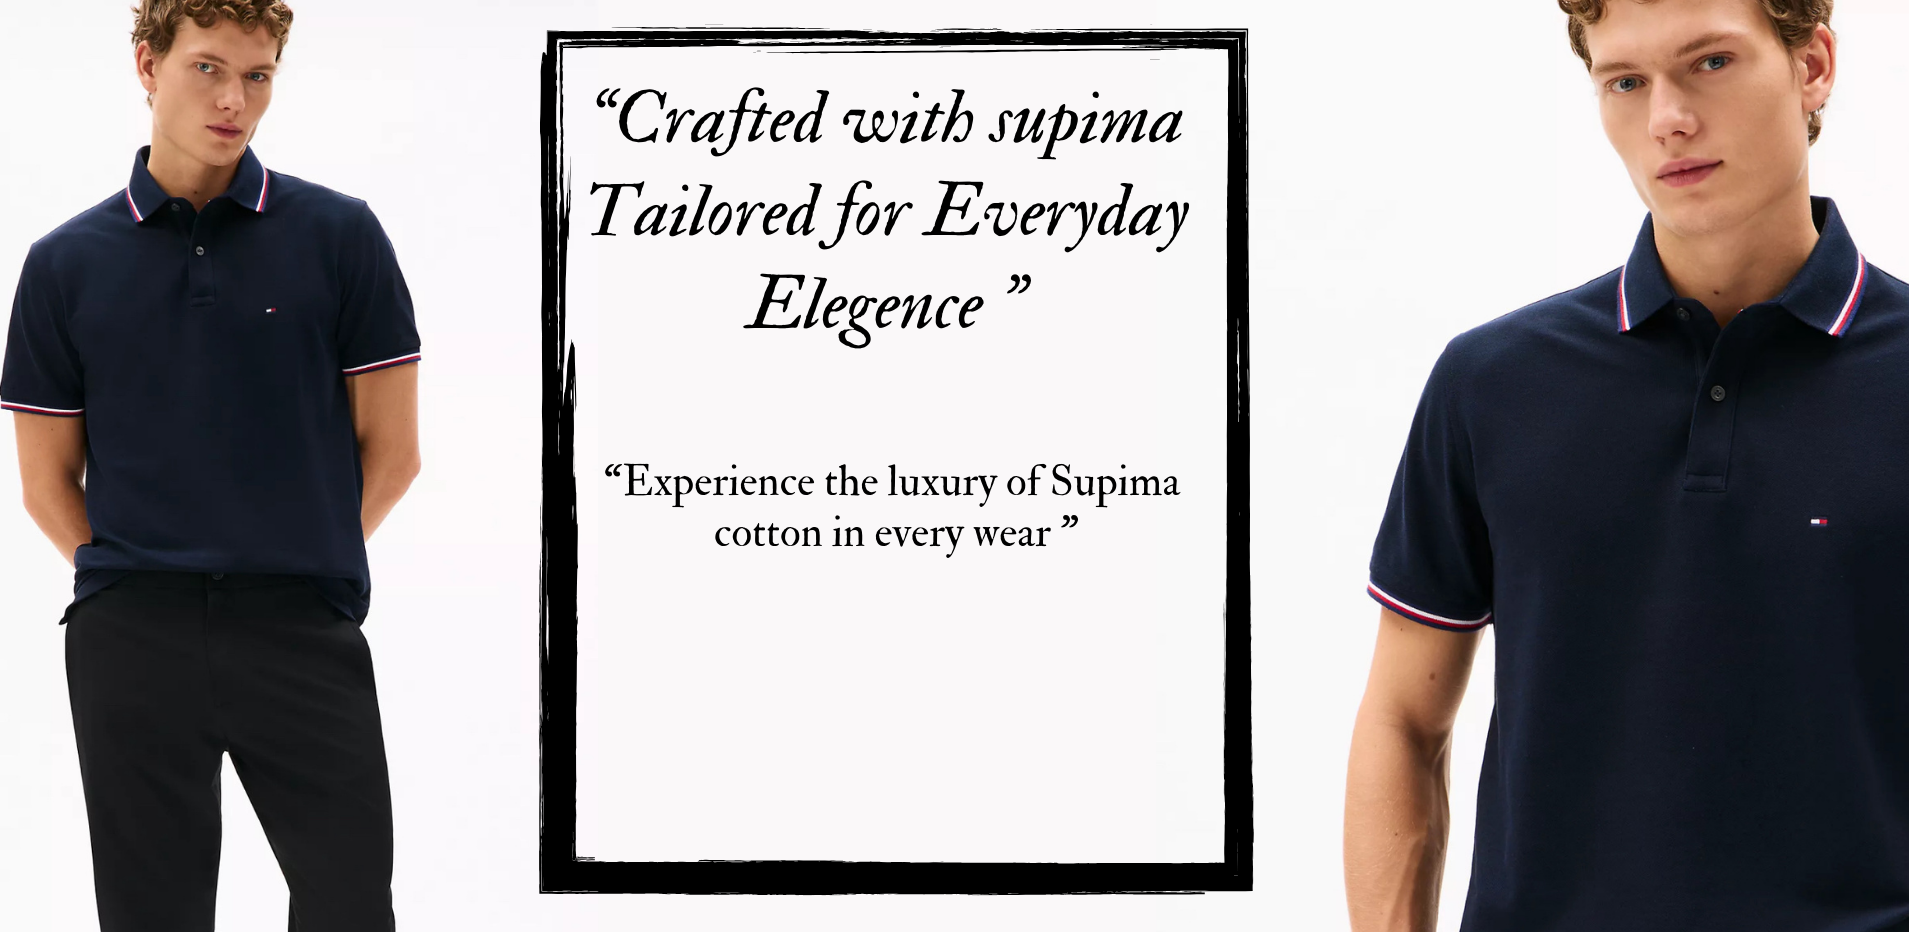 “Crafted with supima
Tailored for Everyday
Elegence ”
“Experience the luxury of Supima
cotton in every wear ”